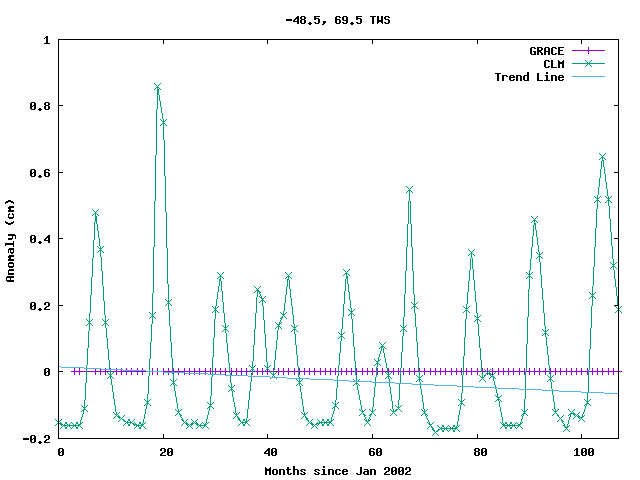 -48.5, 69.5 TWS
1
0.8
0.6
0.4
0.2
0
-0.2
Anomaly (cm)
GRACE
CLM
Trend Line
0 20 40 60 80 100
Months since Jan 2002